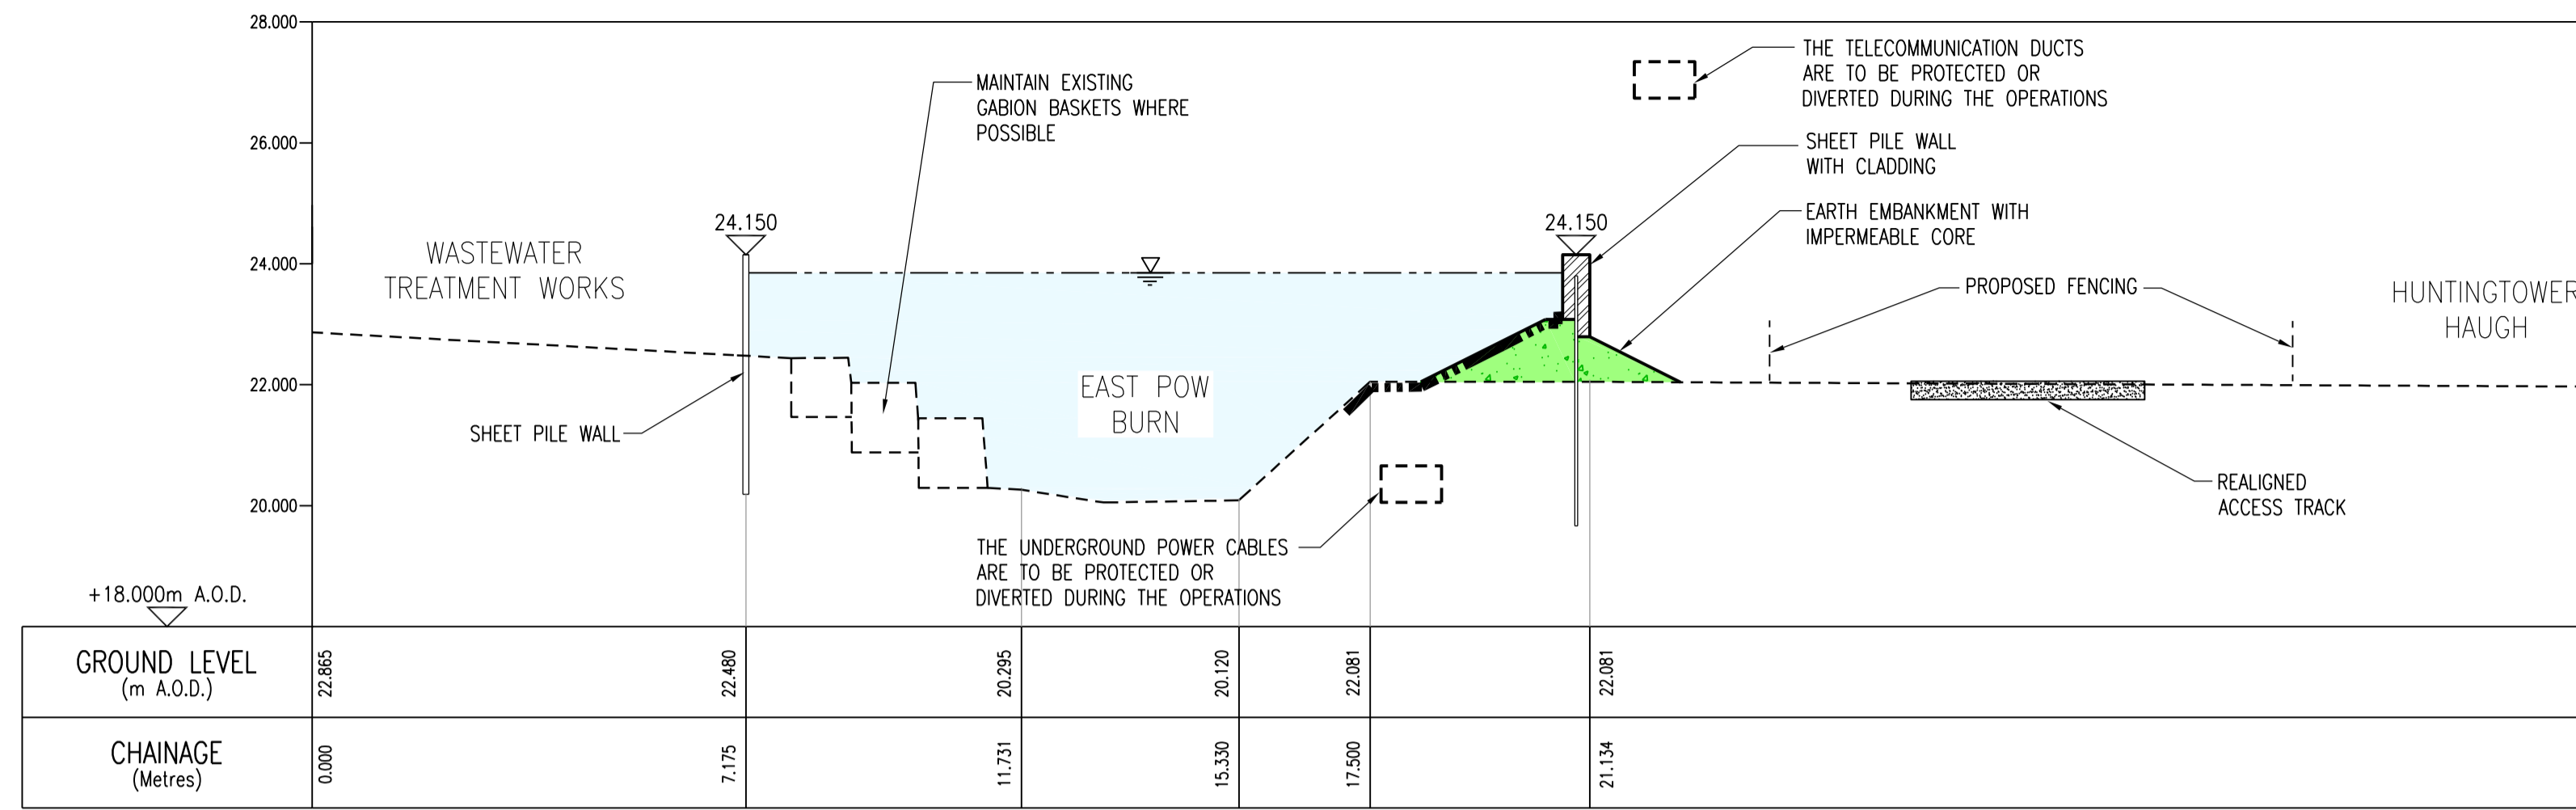 28.000
26.000
24.000
22.000
20.000
THE TELECOMMUNICATION DUCTS
ARE TO BE PROTECTED OR
DIVERTED DURING THE OPERATIONS
MAINTAIN EXISTING
GABION BASKETS WHERE
POSSIBLE
SHEET PILE WALL
WITH CLADDING
24.150
24.150
EARTH EMBANKMENT WITH
IMPERMEABLE CORE
WASTEWATER
TREATMENT WORKS
PROPOSED FENCING
HUNTINGTOWER
HAUGH
EAST POW
BURN
SHEET PILE WALL
REALIGNED
ACCESS TRACK
THE UNDERGROUND POWER CABLES
ARE TO BE PROTECTED OR
DIVERTED DURING THE OPERATIONS
+18.000m A.O.D.
GROUND LEVEL
(m A.O.D.)
22.865
22.480
20.295
20.120
22.081
22.081
CHAINAGE
(Metres)
0.000
7.175
11.731
15.330
17.500
21.134